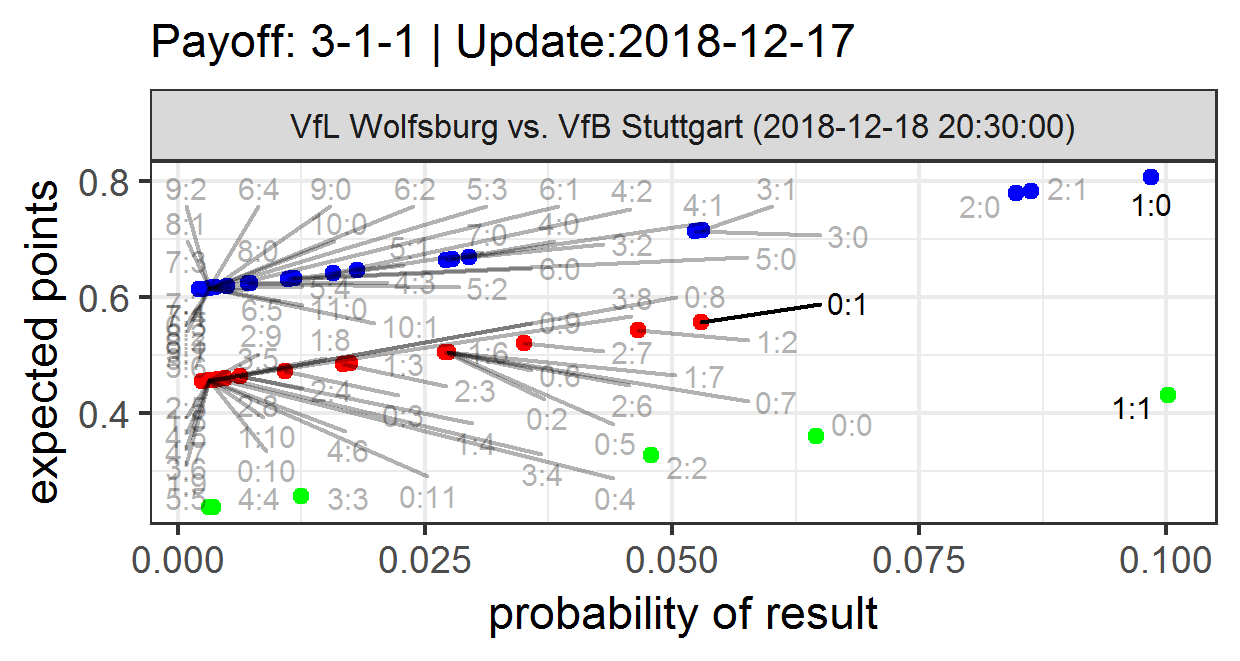 Payoff: 3-1-1 | Update:2018-12-17
VfL Wolfsburg vs. VfB Stuttgart (2018-12-18 20:30:00)
expected points
0.8
0.6
0.4
9:2 6:4 9:0 6:2 5:3 6:1 4:2 3:1
8:1 10:0 4:0 4:1 2:0 2:1 1:0
7:3 8:0 5:1 7:0 3:2 3:0
5:4 4:3 5:2 6:0 5:0
6:5 11:0 10:1 3:8 0:8 0:1
2:9 1:8 0:9 1:2
3:5 1:3 1:6 2:7
2:4 2:3 0:6 1:7
2:8 0:3 0:2 2:6 0:7 1:1
1:10 4:6 1:4 0:5 0:0
3:6 0:10 3:4 2:2
1:9
5:5 4:4 3:3 0:11 0:4
0.000 0.025 0.050 0.075 0.100
probability of result